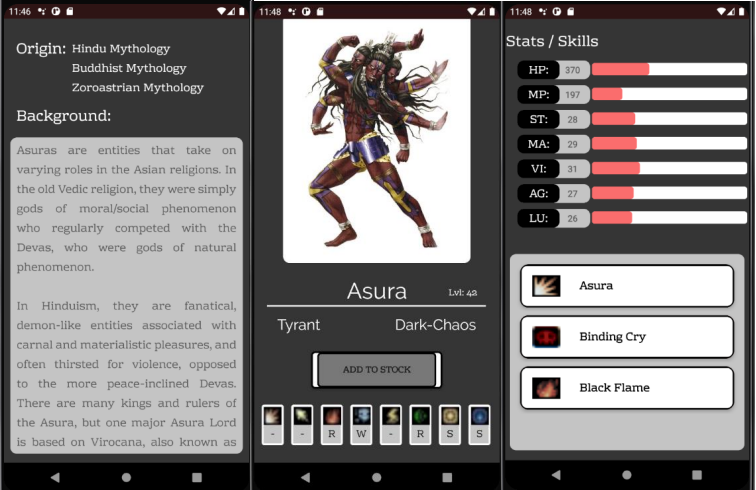 11:46
Origin: Hindu Mythology
Buddhist Mythology
Zoroastrian Mythology
Background:
Asuras are entities that take on
varying roles in the Asian religions. In
the old Vedic religion, they were simply
gods of moral/social phenomenon
who regularly competed with the
Devas, who were gods of natural
phenomenon.
In Hinduism, they are fanatical,
demon-like entities associated with
carnal and materialistic pleasures, and
often thirsted for violence, opposed
to the more peace-inclined Devas.
There are many kings and rulers of
the Asura, but one major Asura Lord
is based on Virocana, also known as
11:48
Asura Lvl: 42
Tyrant Dark-Chaos
ADD TO STOCK
- - R W - R S S
11:48
Stats / Skills
HP: 370
MP: 197
ST: 28
MA: 29
VI: 31
AG: 27
LU: 26
Asura
Binding Cry
Black Flame